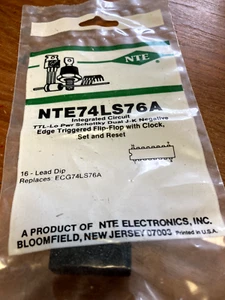 NTE
NTE74LS76A
Integrated Circuit
TTL-Lo Pwr Schottky Dual J-K Negative
Edge Triggered Flip-Flop with Clock,
Set and Reset
16 - Lead Dip
Replaces: ECG74LS76A
A PRODUCT OF NTE ELECTRONICS, INC.
BLOOMFIELD, NEW JERSEY 07003 Printed in U.S.A.